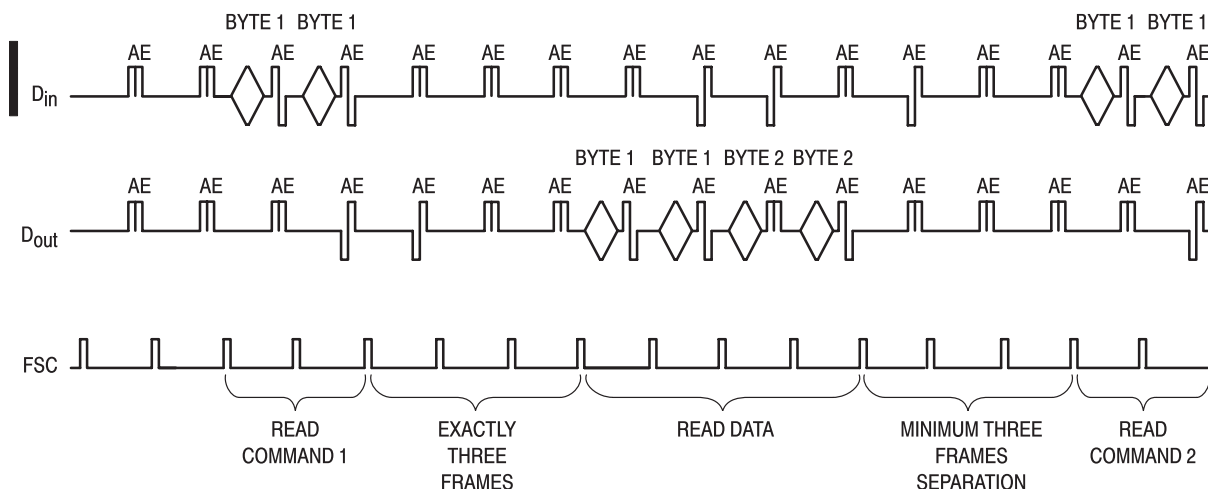 BYTE 1 BYTE 1 BYTE 1 BYTE 1
AE AE AE AE AE AE AE AE AE AE AE AE AE AE AE AE
Din
BYTE 1 BYTE 1 BYTE 2 BYTE 2
AE AE AE AE AE AE AE AE AE AE AE AE AE AE AE AE
Dout
FSC
READ
COMMAND 1
EXACTLY
THREE
FRAMES
READ DATA
MINIMUM THREE
FRAMES
SEPARATION
READ
COMMAND 2